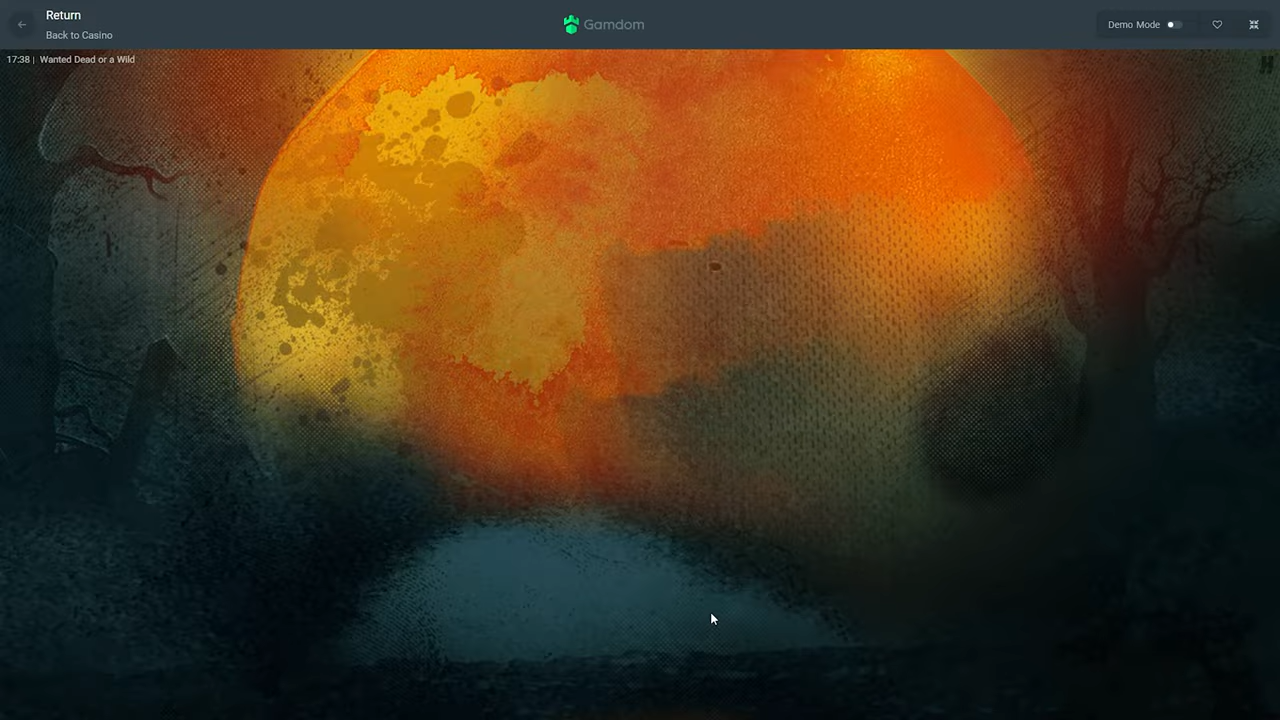 Return
Back to Casino
Gamdom
Demo Mode
17:38 | Wanted Dead or a Wild